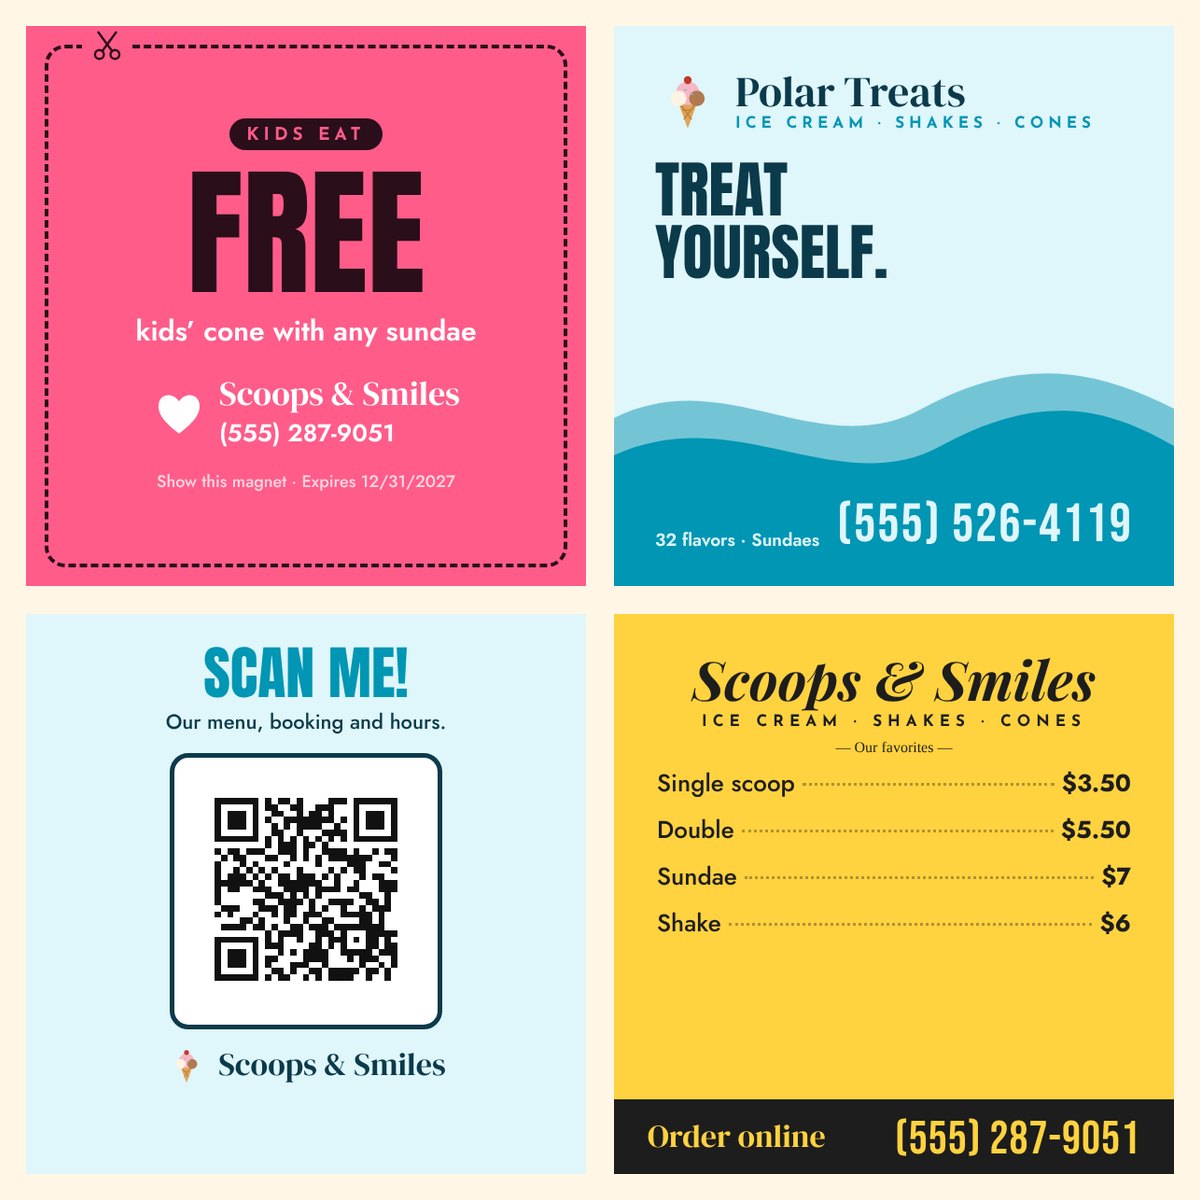 KIDS EAT
FREE
kids’ cone with any sundae
Scoops & Smiles
(555) 287-9051
Show this magnet · Expires 12/31/2027
Polar Treats
ICE CREAM · SHAKES · CONES
TREAT
YOURSELF.
32 flavors · Sundaes
(555) 526-4119
SCAN ME!
Our menu, booking and hours.
Scoops & Smiles
Scoops & Smiles
ICE CREAM · SHAKES · CONES
— Our favorites —
Single scoop $3.50
Double $5.50
Sundae $7
Shake $6
Order online (555) 287-9051